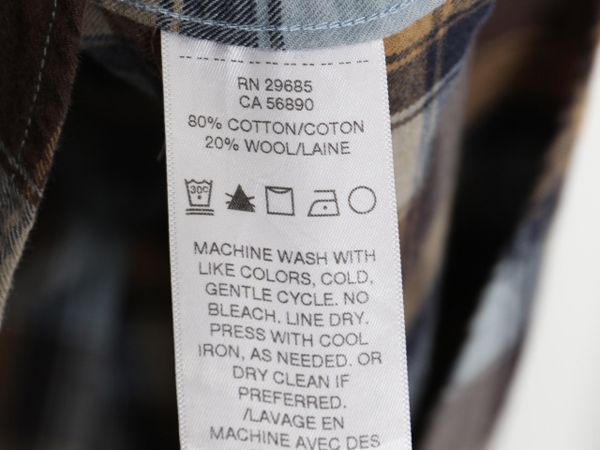 RN 29685
CA 56890
80% COTTON/COTON
20% WOOL/LAINE
30C
MACHINE WASH WITH
LIKE COLORS, COLD,
GENTLE CYCLE. NO
BLEACH. LINE DRY.
PRESS WITH COOL
IRON, AS NEEDED. OR
DRY CLEAN IF
PREFERRED.
/LAVAGE EN
MACHINE AVEC DES